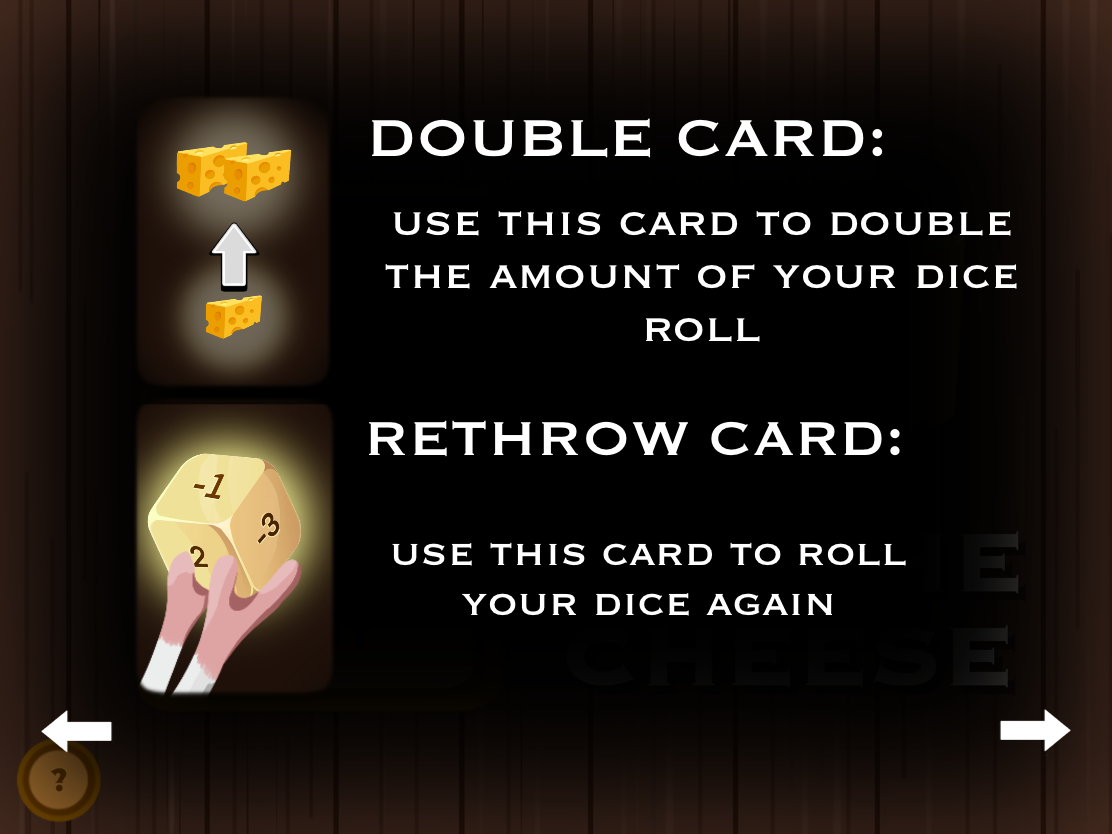 DOUBLE CARD:
USE THIS CARD TO DOUBLE
THE AMOUNT OF YOUR DICE
ROLL
RETHROW CARD:
-1
-3
2
USE THIS CARD TO ROLL
YOUR DICE AGAIN
CHEESE
?